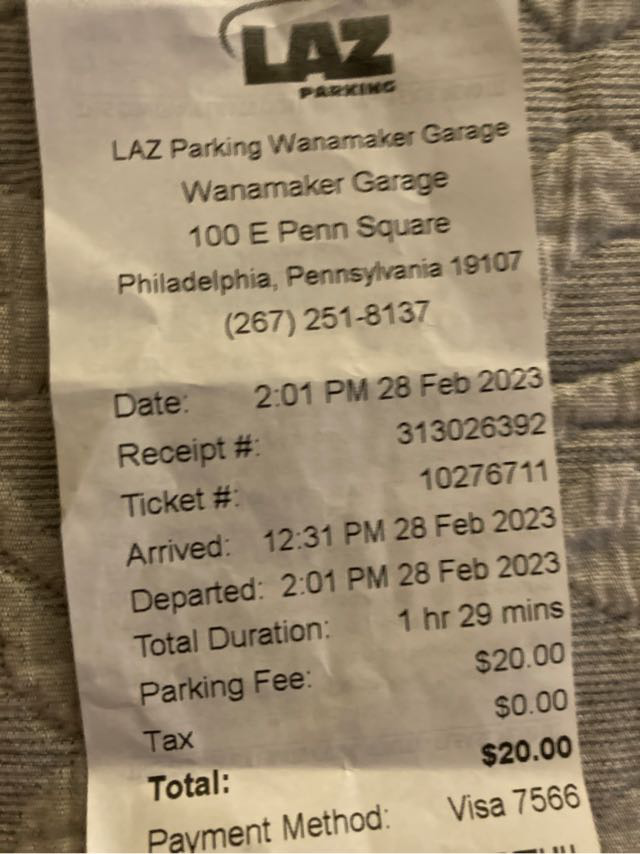 LAZ
PARKING
LAZ Parking Wanamaker Garage
Wanamaker Garage
100 E Penn Square
Philadelphia, Pennsylvania 19107
(267) 251-8137
Date: 2:01 PM 28 Feb 2023
Receipt #: 313026392
Ticket #: 10276711
Arrived: 12:31 PM 28 Feb 2023
Departed: 2:01 PM 28 Feb 2023
Total Duration: 1 hr 29 mins
Parking Fee: $20.00
Tax $0.00
Total: $20.00
Payment Method: Visa 7566